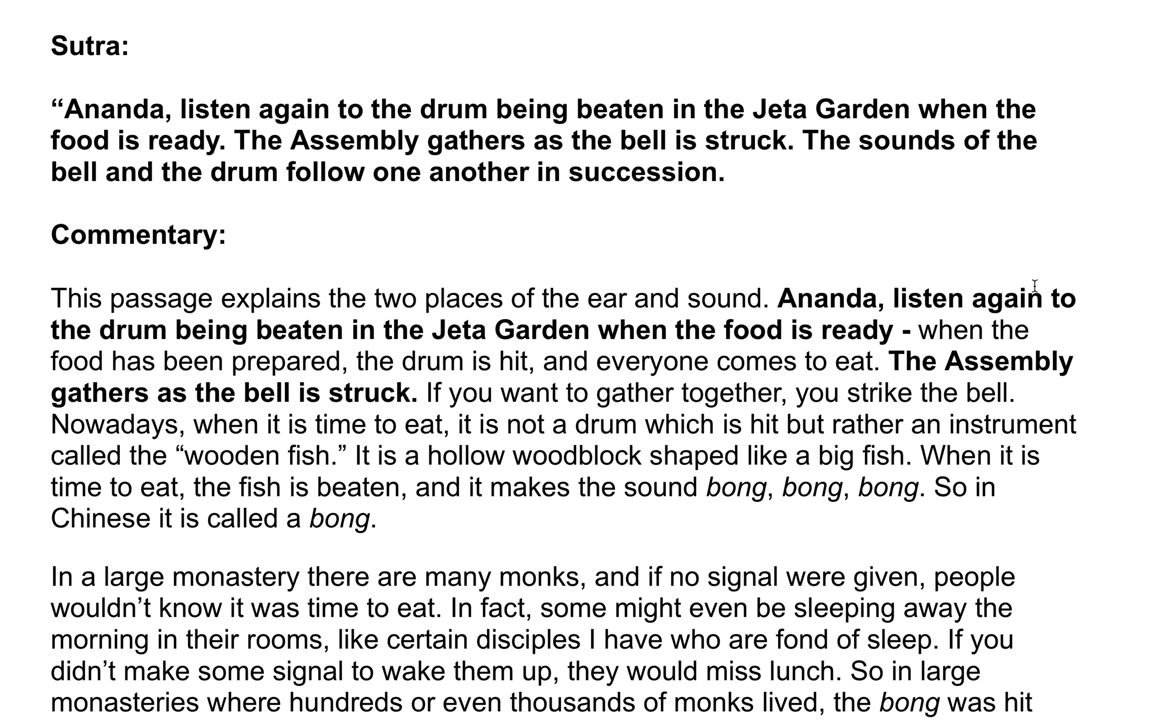 Sutra:
“Ananda, listen again to the drum being beaten in the Jeta Garden when the
food is ready. The Assembly gathers as the bell is struck. The sounds of the
bell and the drum follow one another in succession.
Commentary:
This passage explains the two places of the ear and sound. Ananda, listen again to
the drum being beaten in the Jeta Garden when the food is ready - when the
food has been prepared, the drum is hit, and everyone comes to eat. The Assembly
gathers as the bell is struck. If you want to gather together, you strike the bell.
Nowadays, when it is time to eat, it is not a drum which is hit but rather an instrument
called the “wooden fish.” It is a hollow woodblock shaped like a big fish. When it is
time to eat, the fish is beaten, and it makes the sound bong, bong, bong. So in
Chinese it is called a bong.
In a large monastery there are many monks, and if no signal were given, people
wouldn’t know it was time to eat. In fact, some might even be sleeping away the
morning in their rooms, like certain disciples I have who are fond of sleep. If you
didn’t make some signal to wake them up, they would miss lunch. So in large
monasteries where hundreds or even thousands of monks lived, the bong was hit